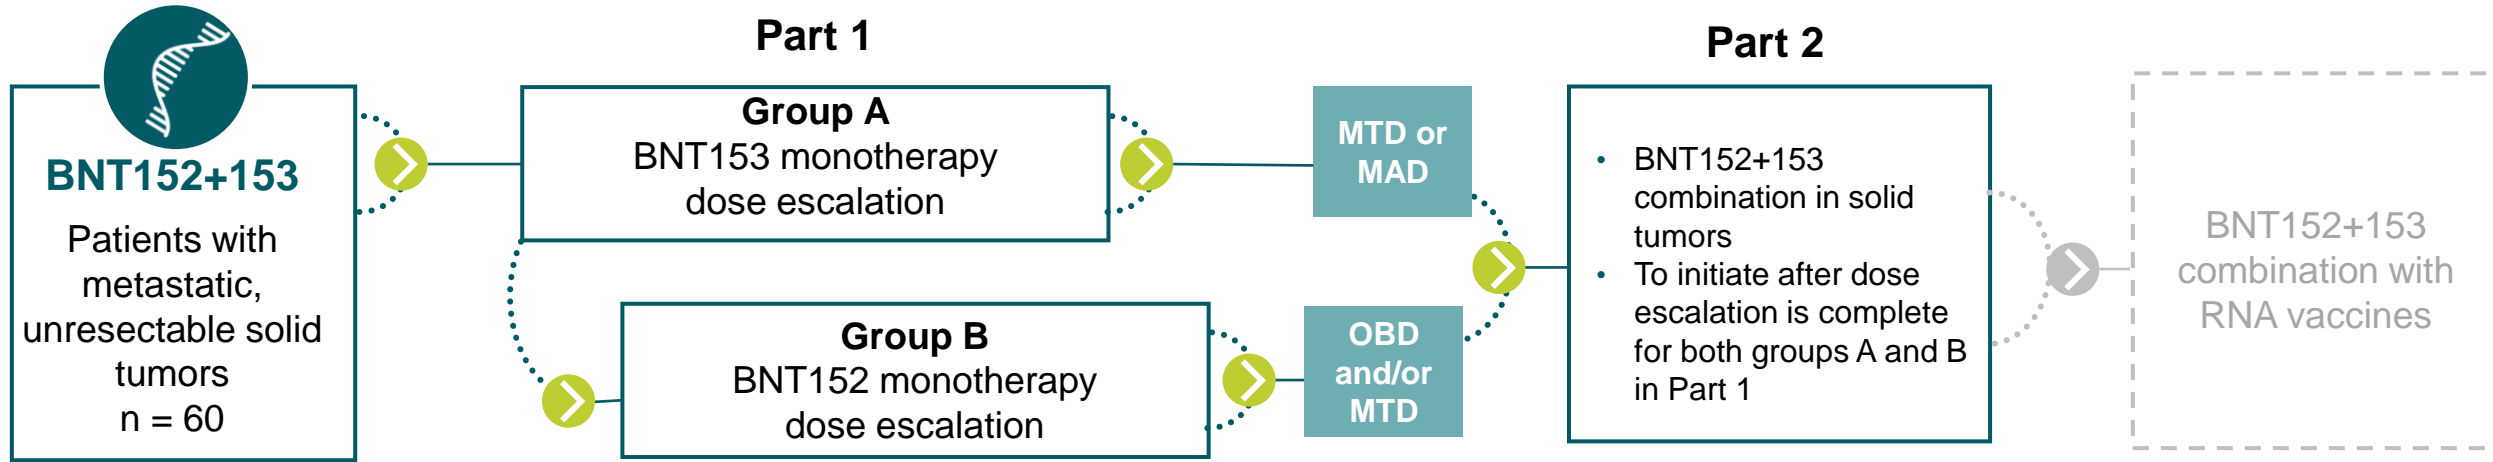 BNT152+153
Patients with
metastatic,
unresectable solid
tumors
n = 60
Part 1
Group A
BNT153 monotherapy
dose escalation
Group B
BNT152 monotherapy
dose escalation
MTD or
MAD
OBD
and/or
MTD
Part 2
• BNT152+153
combination in solid
tumors
• To initiate after dose
escalation is complete
for both groups A and B
in Part 1
BNT152+153
combination with
RNA vaccines